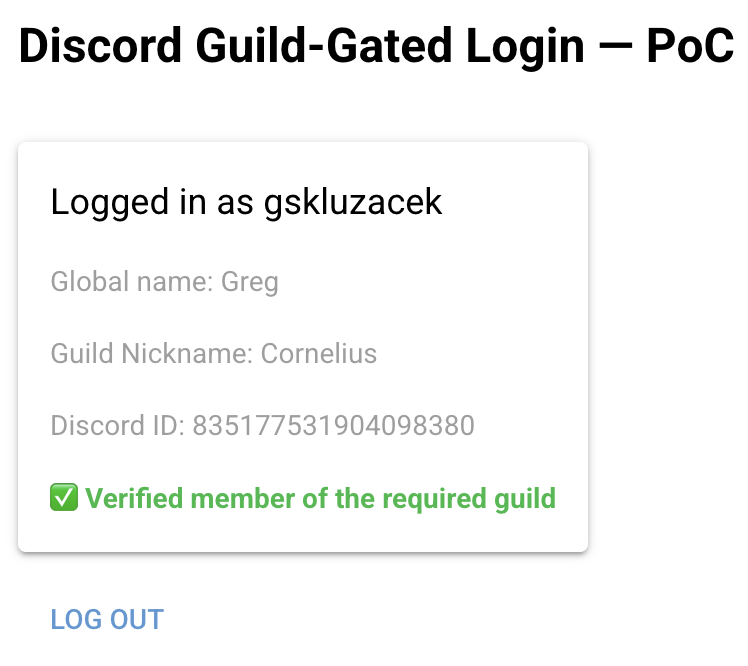 Discord Guild-Gated Login — PoC
Logged in as gskluzacek
Global name: Greg
Guild Nickname: Cornelius
Discord ID: 835177531904098380
✅ Verified member of the required guild
LOG OUT